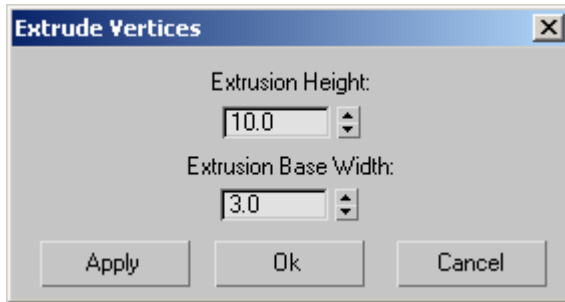 Extrude Vertices
Extrusion Height:
10.0
Extrusion Base Width:
3.0
Apply Ok Cancel